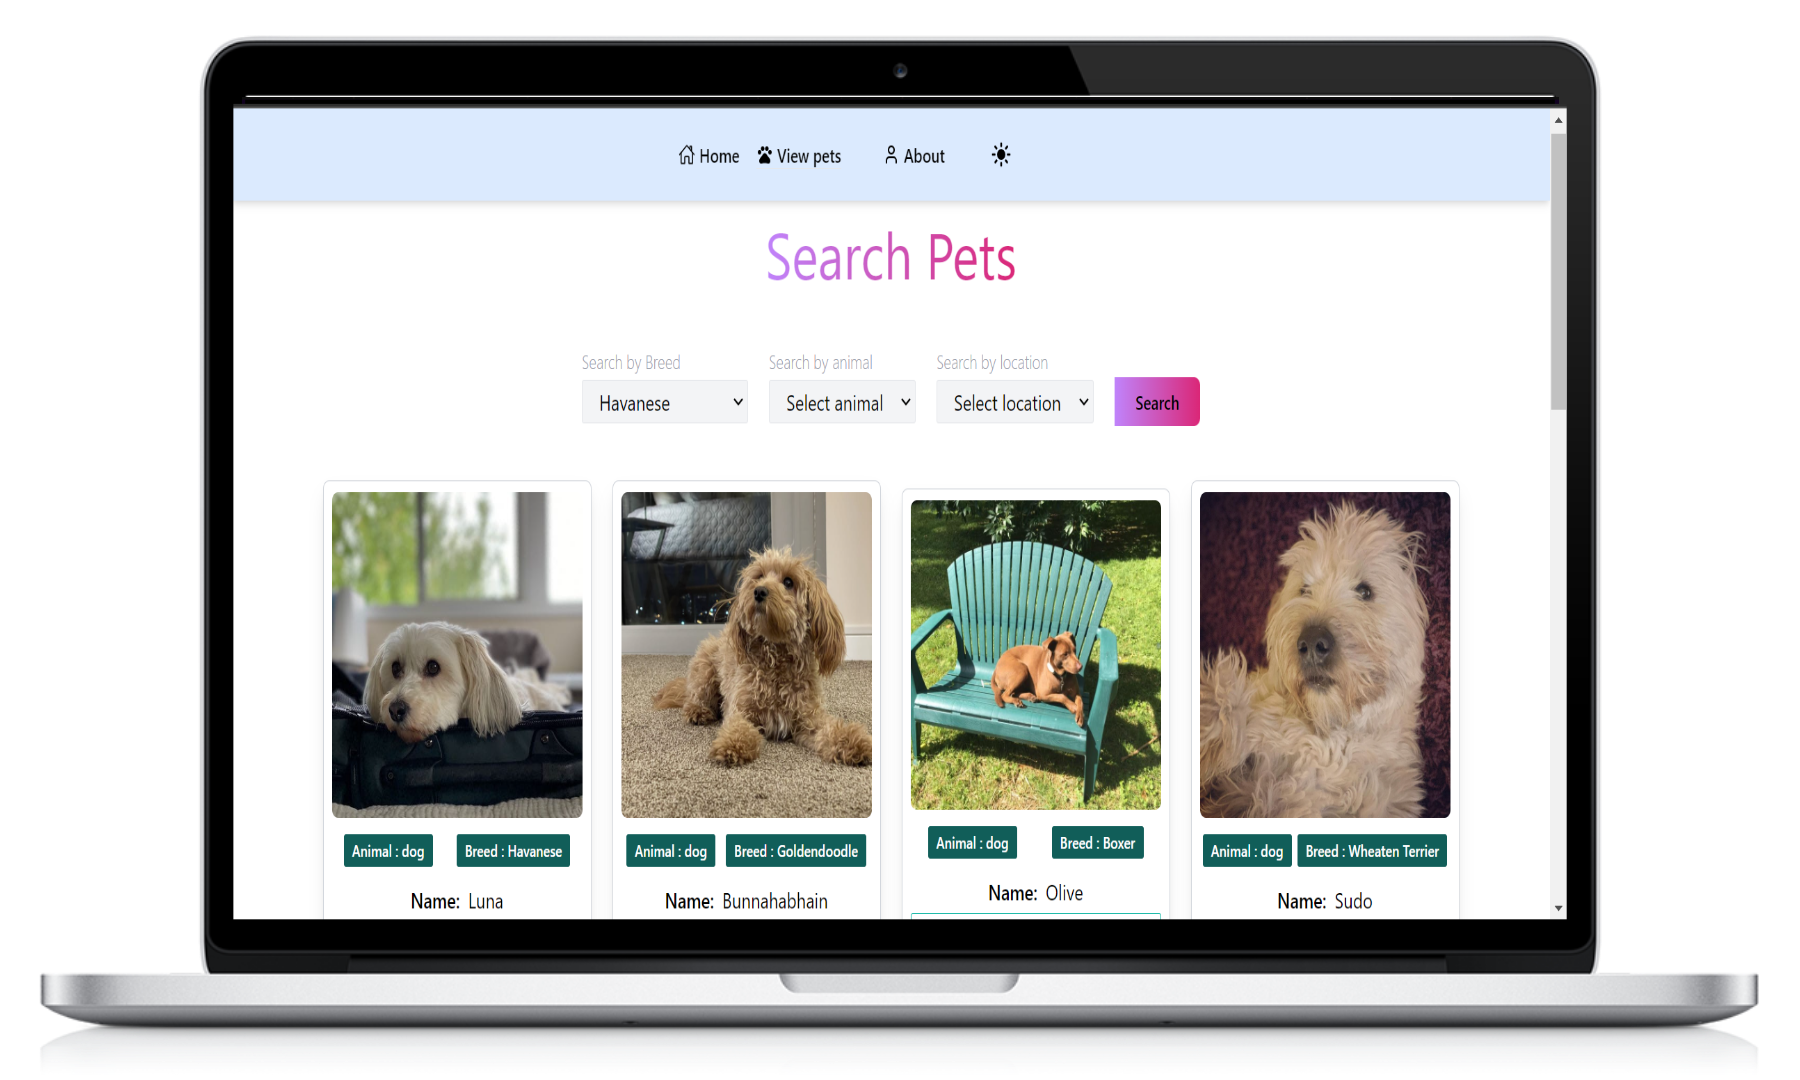 Home View pets About
Search Pets
Search by Breed Search by animal Search by location
Havanese Select animal Select location Search
Animal : dog Breed : Havanese Animal : dog Breed : Goldendoodle Animal : dog Breed : Boxer Animal : dog Breed : Wheaten Terrier
Name: Luna Name: Bunnahabhain Name: Olive Name: Sudo